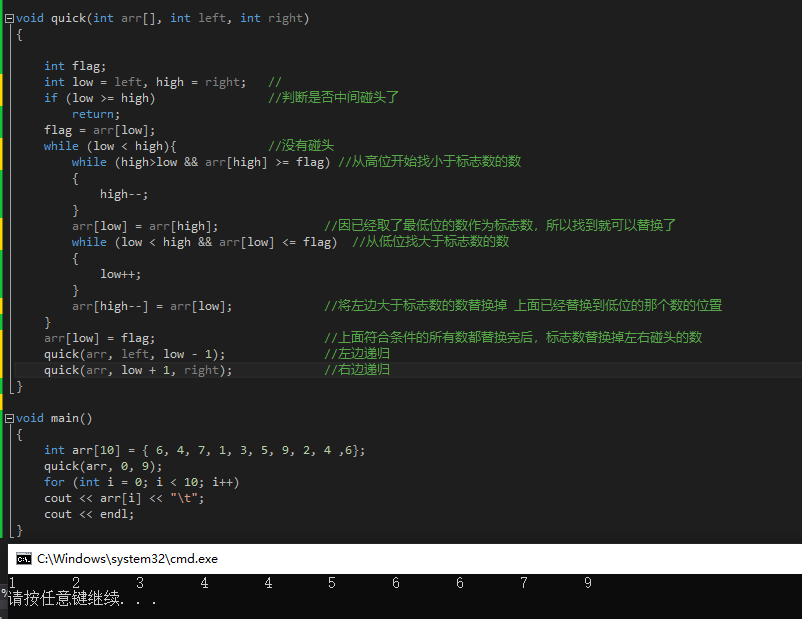 void quick(int arr[], int left, int right)
{
int flag;
int low = left, high = right; //
if (low >= high) //判断是否中间碰头了
return;
flag = arr[low];
while (low < high){ //没有碰头
while (high>low && arr[high] >= flag) //从高位开始找小于标志数的数
{
high--;
}
arr[low] = arr[high]; //因已经取了最低位的数作为标志数，所以找到就可以替换了
while (low < high && arr[low] <= flag) //从低位找大于标志数的数
{
low++;
}
arr[high--] = arr[low]; //将左边大于标志数的数替换掉 上面已经替换到低位的那个数的位置
}
arr[low] = flag; //上面符合条件的所有数都替换完后，标志数替换掉左右碰头的数
quick(arr, left, low - 1); //左边递归
quick(arr, low + 1, right); //右边递归
}
void main()
{
int arr[10] = { 6, 4, 7, 1, 3, 5, 9, 2, 4 ,6};
quick(arr, 0, 9);
for (int i = 0; i < 10; i++)
cout << arr[i] << "\t";
cout << endl;
}
C:\Windows\system32\cmd.exe
1 2 3 4 4 5 6 6 7 9
请按任意键继续. . .